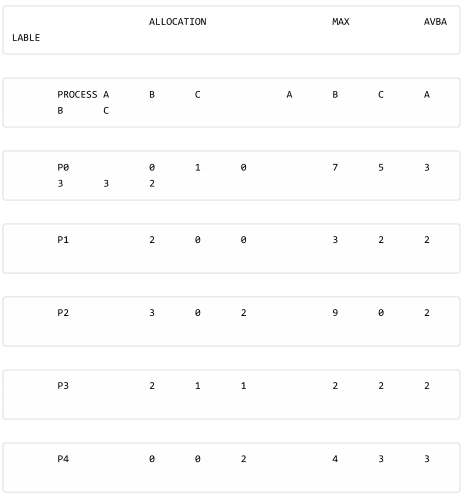 ALLOCATION MAX AVBA
LABLE
PROCESS A B C A B C A
B C
P0 0 1 0 7 5 3
3 3 2
P1 2 0 0 3 2 2
P2 3 0 2 9 0 2
P3 2 1 1 2 2 2
P4 0 0 2 4 3 3